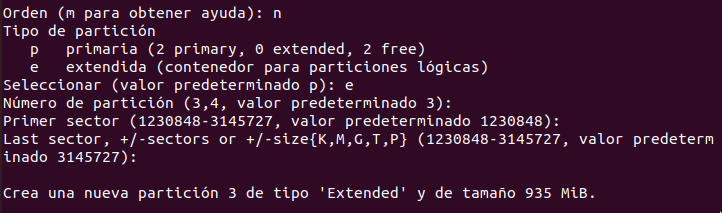 Orden (m para obtener ayuda): n
Tipo de partición
   p   primaria (2 primary, 0 extended, 2 free)
   e   extendida (contenedor para particiones lógicas)
Seleccionar (valor predeterminado p): e
Número de partición (3,4, valor predeterminado 3):
Primer sector (1230848-3145727, valor predeterminado 1230848):
Last sector, +/-sectors or +/-size{K,M,G,T,P} (1230848-3145727, valor predeterm
inado 3145727):

Crea una nueva partición 3 de tipo 'Extended' y de tamaño 935 MiB.